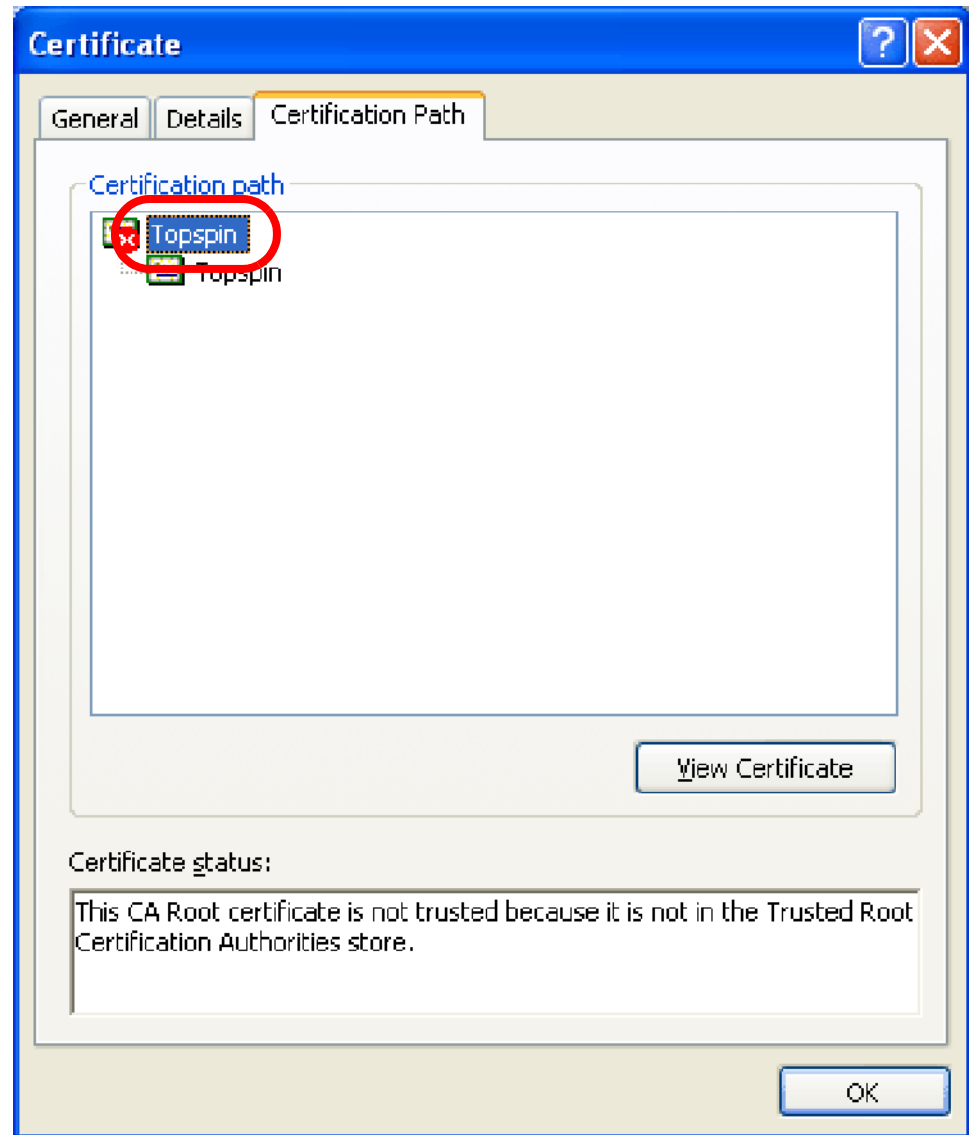 Certificate
General Details Certification Path
Certification path
Topspin
Topspin
View Certificate
Certificate status:
This CA Root certificate is not trusted because it is not in the Trusted Root
Certification Authorities store.
OK